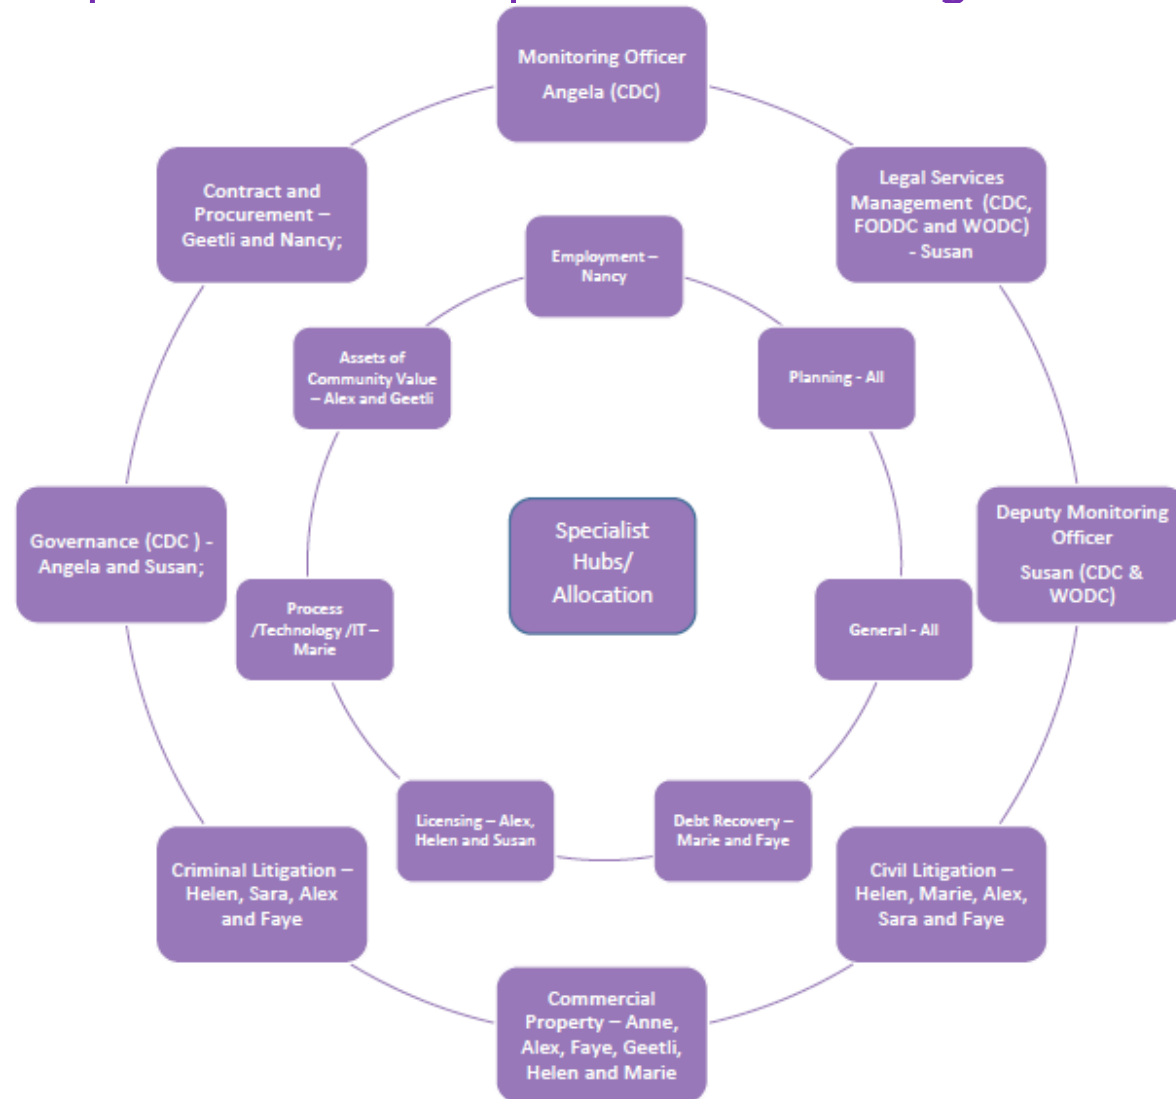 Monitoring Officer
Angela (CDC)
Legal Services
Management (CDC,
FODDC and WODC)
- Susan
Deputy Monitoring
Officer
Susan (CDC &
WODC)
Civil Litigation –
Helen, Marie, Alex,
Sara and Faye
Commercial
Property – Anne,
Alex, Faye, Geetli,
Helen and Marie
Criminal Litigation –
Helen, Sara, Alex
and Faye
Governance (CDC ) -
Angela and Susan;
Contract and
Procurement –
Geetli and Nancy;
Employment –
Nancy
Planning - All
General - All
Debt Recovery –
Marie and Faye
Licensing – Alex,
Helen and Susan
Process
/Technology /IT –
Marie
Assets of
Community Value
– Alex and Geetli
Specialist
Hubs/
Allocation